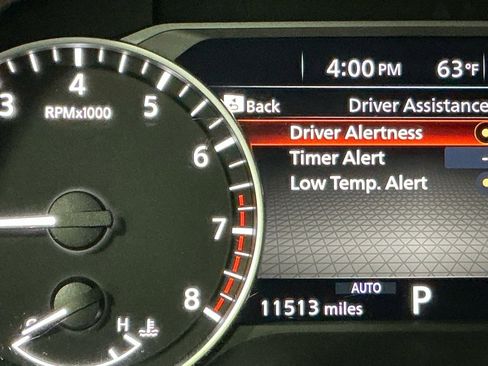 4:00 PM 63°F
Back Driver Assistance
Driver Alertness
Timer Alert
Low Temp. Alert
AUTO
11513 miles P
3 4 5 6 7 8
RPMx1000
H